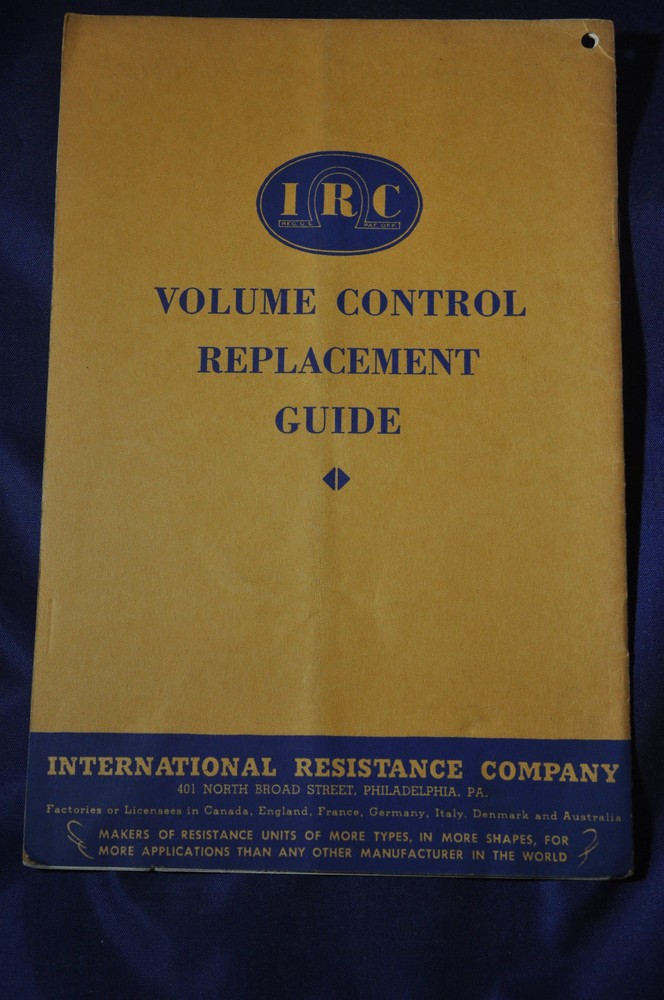 IRC
REG. U.S. PAT. OFF.
VOLUME CONTROL
REPLACEMENT
GUIDE
INTERNATIONAL RESISTANCE COMPANY
401 NORTH BROAD STREET, PHILADELPHIA, PA.
Factories or Licensees in Canada, England, France, Germany, Italy, Denmark and Australia
MAKERS OF RESISTANCE UNITS OF MORE TYPES, IN MORE SHAPES, FOR
MORE APPLICATIONS THAN ANY OTHER MANUFACTURER IN THE WORLD